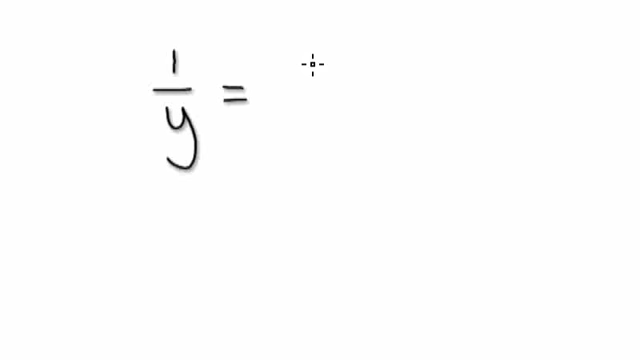 1/y =